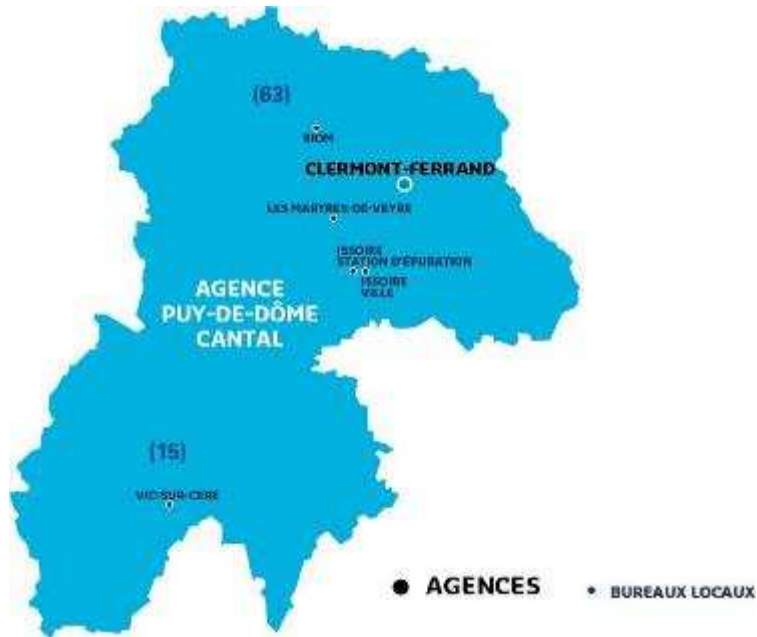 (63)
RIOM
CLERMONT-FERRAND
LES MARTRES-DE-VEYRE
ISSOIRE
STATION D'ÉPURATION
ISSOIRE
VILLE
AGENCE
PUY-DE-DÔME
CANTAL
(15)
VIC-SUR-CÈRE
AGENCES
BUREAUX LOCAUX